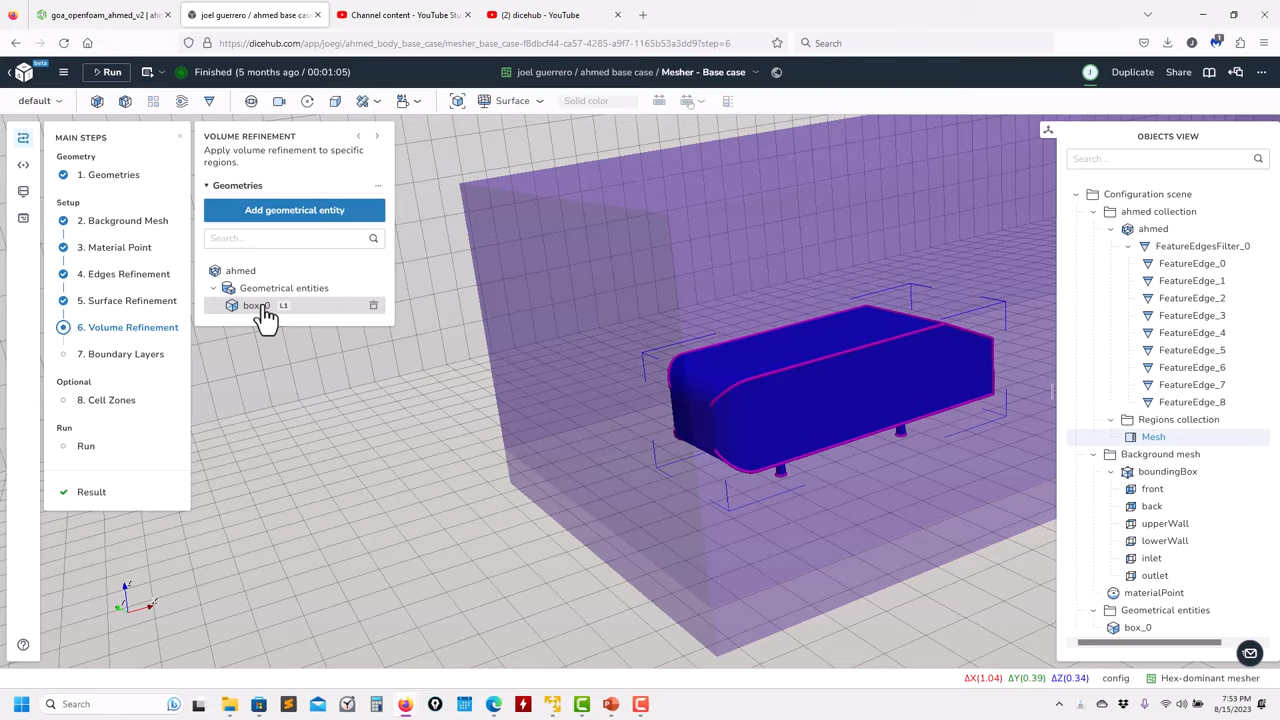 goa_openfoam_ahmed_v2 | ahm
joel guerrero / ahmed base case
Channel content - YouTube Stu
(2) dicehub - YouTube
https://dicehub.com/app/joegi/ahmed_body_base_case/mesher_base_case-f8dbcf44-ca57-4285-a9f7-1165b53a3dd9?step=6
Search
beta
Run
Finished (5 months ago / 00:01:05)
joel guerrero / ahmed base case / Mesher - Base case
J
Duplicate
Share
default
Surface
Solid color
MAIN STEPS
Geometry
1. Geometries
Setup
2. Background Mesh
3. Material Point
4. Edges Refinement
5. Surface Refinement
6. Volume Refinement
7. Boundary Layers
Optional
8. Cell Zones
Run
Run
Result
VOLUME REFINEMENT
Apply volume refinement to specific
regions.
Geometries
Add geometrical entity
Search...
ahmed
Geometrical entities
box_0 L1
OBJECTS VIEW
Search...
Configuration scene
ahmed collection
ahmed
FeatureEdgesFilter_0
FeatureEdge_0
FeatureEdge_1
FeatureEdge_2
FeatureEdge_3
FeatureEdge_4
FeatureEdge_5
FeatureEdge_6
FeatureEdge_7
FeatureEdge_8
Regions collection
Mesh
Background mesh
boundingBox
front
back
upperWall
lowerWall
inlet
outlet
materialPoint
Geometrical entities
box_0
Z
X
Y
ΔX(1.04) ΔY(0.39) ΔZ(0.34) config Hex-dominant mesher
Search
8/15/2023